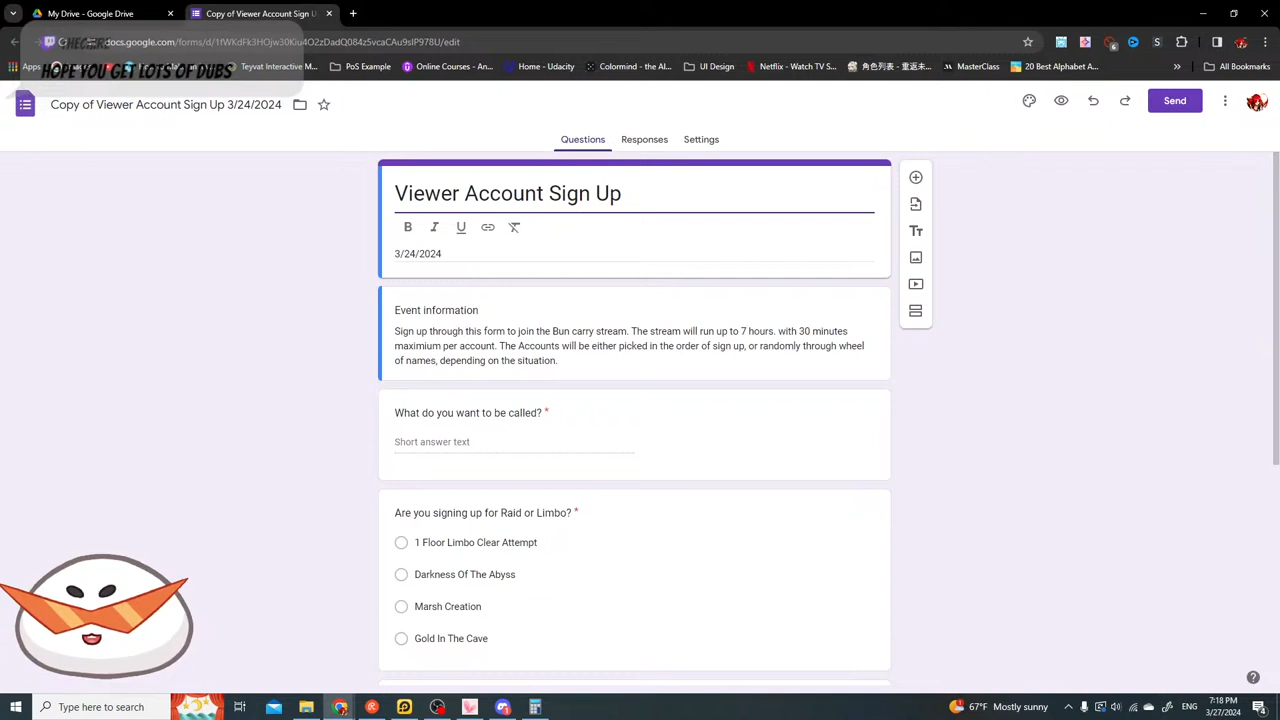 My Drive - Google Drive
Copy of Viewer Account Sign U
docs.google.com/forms/d/1fWKdFk3HOjw30Kiu4O2zDadQ084z5vcaCAu9slP978U/edit
HOPE YOU GET LOTS OF DUBS
Apps
Teyvat Interactive M...
PoS Example
Online Courses - An...
Home - Udacity
Colormind - the AI...
UI Design
Netflix - Watch TV S...
角色列表 - 重返未...
MasterClass
20 Best Alphabet A...
All Bookmarks
Copy of Viewer Account Sign Up 3/24/2024
Send
Questions
Responses
Settings
Viewer Account Sign Up
B I U
3/24/2024
Event information
Sign up through this form to join the Bun carry stream. The stream will run up to 7 hours. with 30 minutes
maximium per account. The Accounts will be either picked in the order of sign up, or randomly through wheel
of names, depending on the situation.
What do you want to be called? *
Short answer text
Are you signing up for Raid or Limbo? *
1 Floor Limbo Clear Attempt
Darkness Of The Abyss
Marsh Creation
Gold In The Cave
Type here to search
67°F Mostly sunny
ENG
7:18 PM
3/27/2024